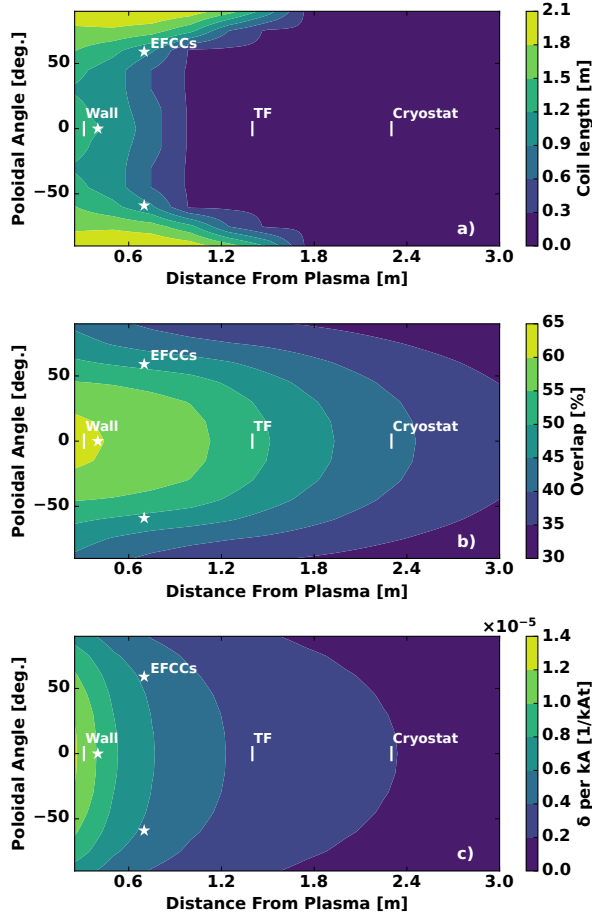 2.1
1.8
1.5
1.2
0.9
0.6
0.3
0.0
Coil length [m]
Poloidal Angle [deg.]
50
0
−50
EFCCs
Wall
TF
Cryostat
a)
0.6
1.2
1.8
2.4
3.0
Distance From Plasma [m]
65
60
55
50
45
40
35
30
Overlap [%]
Poloidal Angle [deg.]
50
0
−50
EFCCs
Wall
TF
Cryostat
b)
0.6
1.2
1.8
2.4
3.0
Distance From Plasma [m]
×10⁻⁵
1.4
1.2
1.0
0.8
0.6
0.4
0.2
0.0
δ per kA [1/kAt]
Poloidal Angle [deg.]
50
0
−50
EFCCs
Wall
TF
Cryostat
c)
0.6
1.2
1.8
2.4
3.0
Distance From Plasma [m]